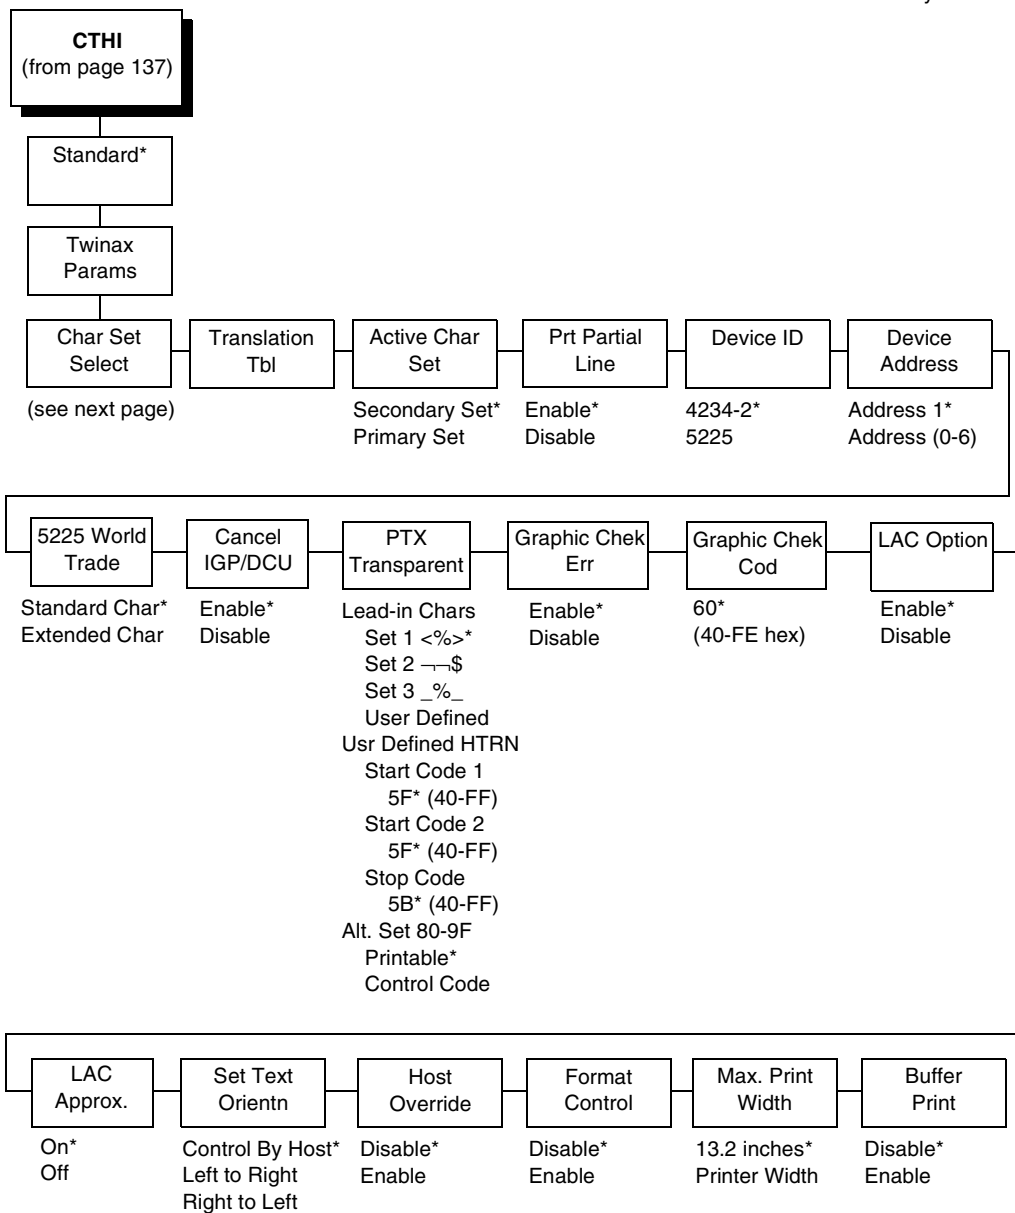 CTHI
(from page 137)
Standard*
Twinax
Params
Char Set
Select
(see next page)
Translation
Tbl
Active Char
Set
Secondary Set*
Primary Set
Prt Partial
Line
Enable*
Disable
Device ID
4234-2*
5225
Device
Address
Address 1*
Address (0-6)
5225 World
Trade
Standard Char*
Extended Char
Cancel
IGP/DCU
Enable*
Disable
PTX
Transparent
Lead-in Chars
Set 1 <%>*
Set 2 ¬¬$
Set 3 _%_
User Defined
Usr Defined HTRN
Start Code 1
5F* (40-FF)
Start Code 2
5F* (40-FF)
Stop Code
5B* (40-FF)
Alt. Set 80-9F
Printable*
Control Code
Graphic Chek
Err
Enable*
Disable
Graphic Chek
Cod
60*
(40-FE hex)
LAC Option
Enable*
Disable
LAC
Approx.
On*
Off
Set Text
Orientn
Control By Host*
Left to Right
Right to Left
Host
Override
Disable*
Enable
Format
Control
Disable*
Enable
Max. Print
Width
13.2 inches*
Printer Width
Buffer
Print
Disable*
Enable